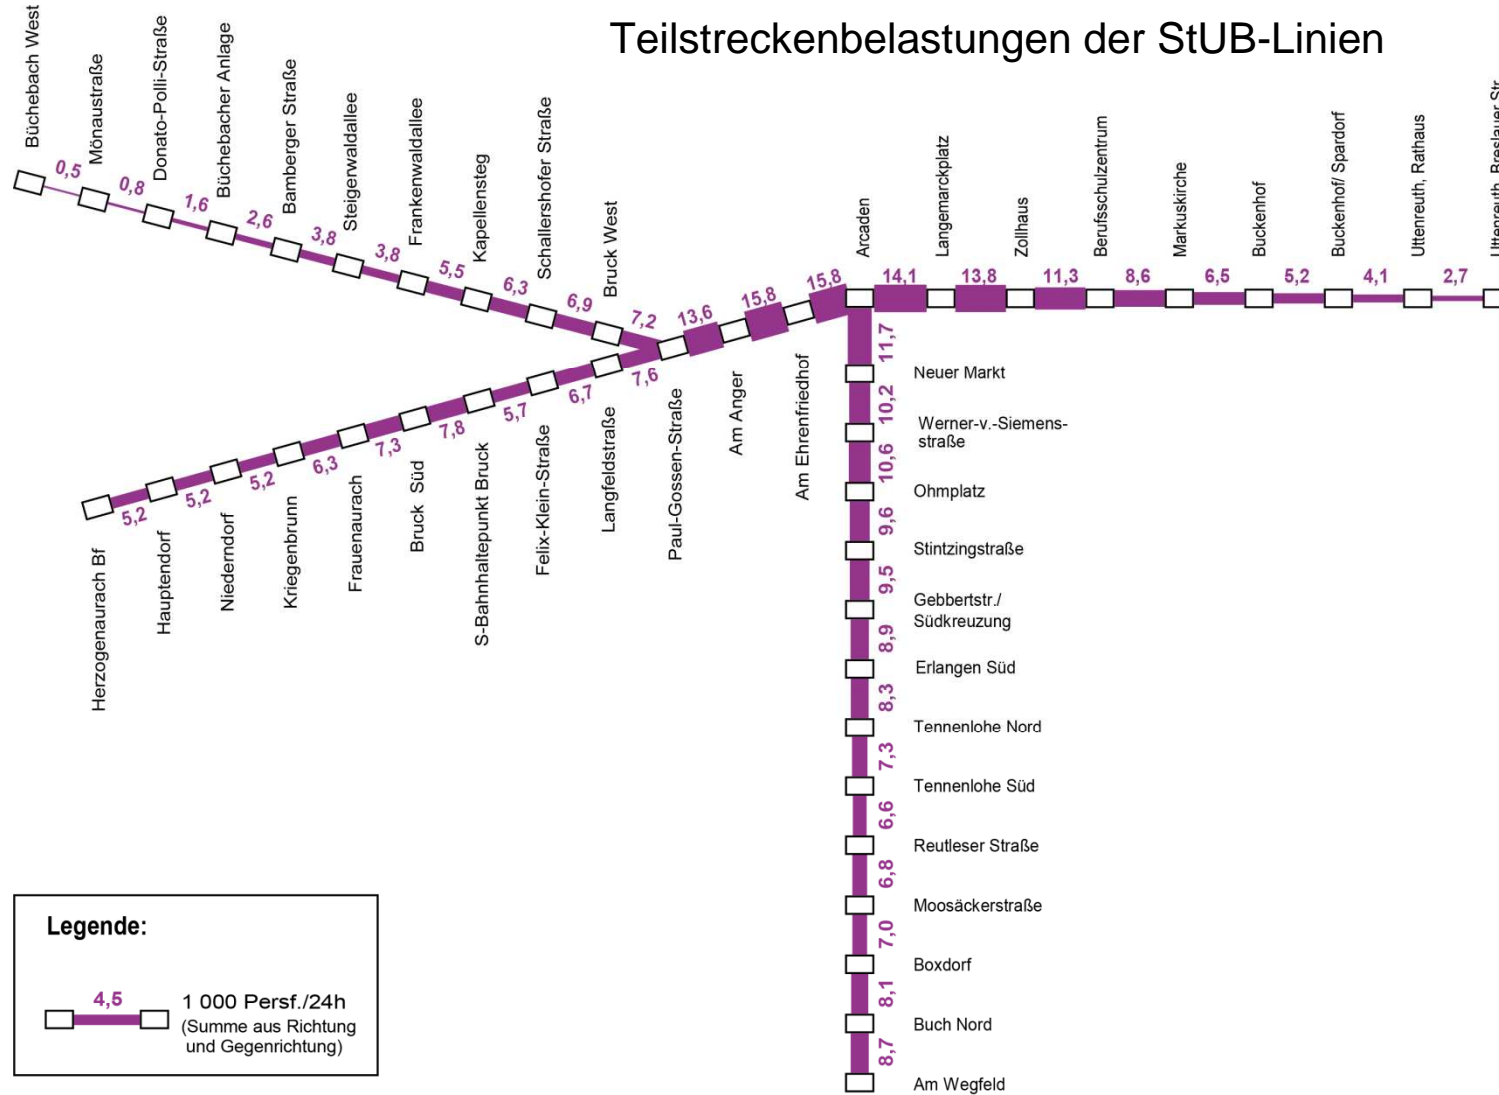 Teilstreckenbelastungen der StUB-Linien
Büchebach West
Mönaustraße
Donato-Polli-Straße
Büchebacher Anlage
Bamberger Straße
Steigerwaldallee
Frankenwaldallee
Kapellensteg
Schallershofer Straße
Bruck West
0,5
0,8
1,6
2,6
3,8
3,8
5,5
6,3
6,9
7,2
13,6
15,8
15,8
Arcaden
Langemarckplatz
Zollhaus
Berufsschulzentrum
Markuskirche
Buckenhof
Buckenhof/ Spardorf
Uttenreuth, Rathaus
Uttenreuth, Breslauer Str.
14,1
13,8
11,3
8,6
6,5
5,2
4,1
2,7
5,2
5,2
5,2
6,3
7,3
7,8
5,7
6,7
7,6
Herzogenaurach Bf
Hauptendorf
Niederndorf
Kriegenbrunn
Frauenaurach
Bruck Süd
S-Bahnhaltepunkt Bruck
Felix-Klein-Straße
Langfeldstraße
Paul-Gossen-Straße
Am Anger
Am Ehrenfriedhof
11,7
Neuer Markt
10,2
Werner-v.-Siemens-
straße
10,6
Ohmplatz
9,6
Stintzingstraße
9,5
Gebbertstr./
Südkreuzung
8,9
Erlangen Süd
8,3
Tennenlohe Nord
7,3
Tennenlohe Süd
6,6
Reutleser Straße
6,8
Moosäckerstraße
7,0
Boxdorf
8,1
Buch Nord
8,7
Am Wegfeld
Legende:
4,5
1 000 Persf./24h
(Summe aus Richtung
und Gegenrichtung)